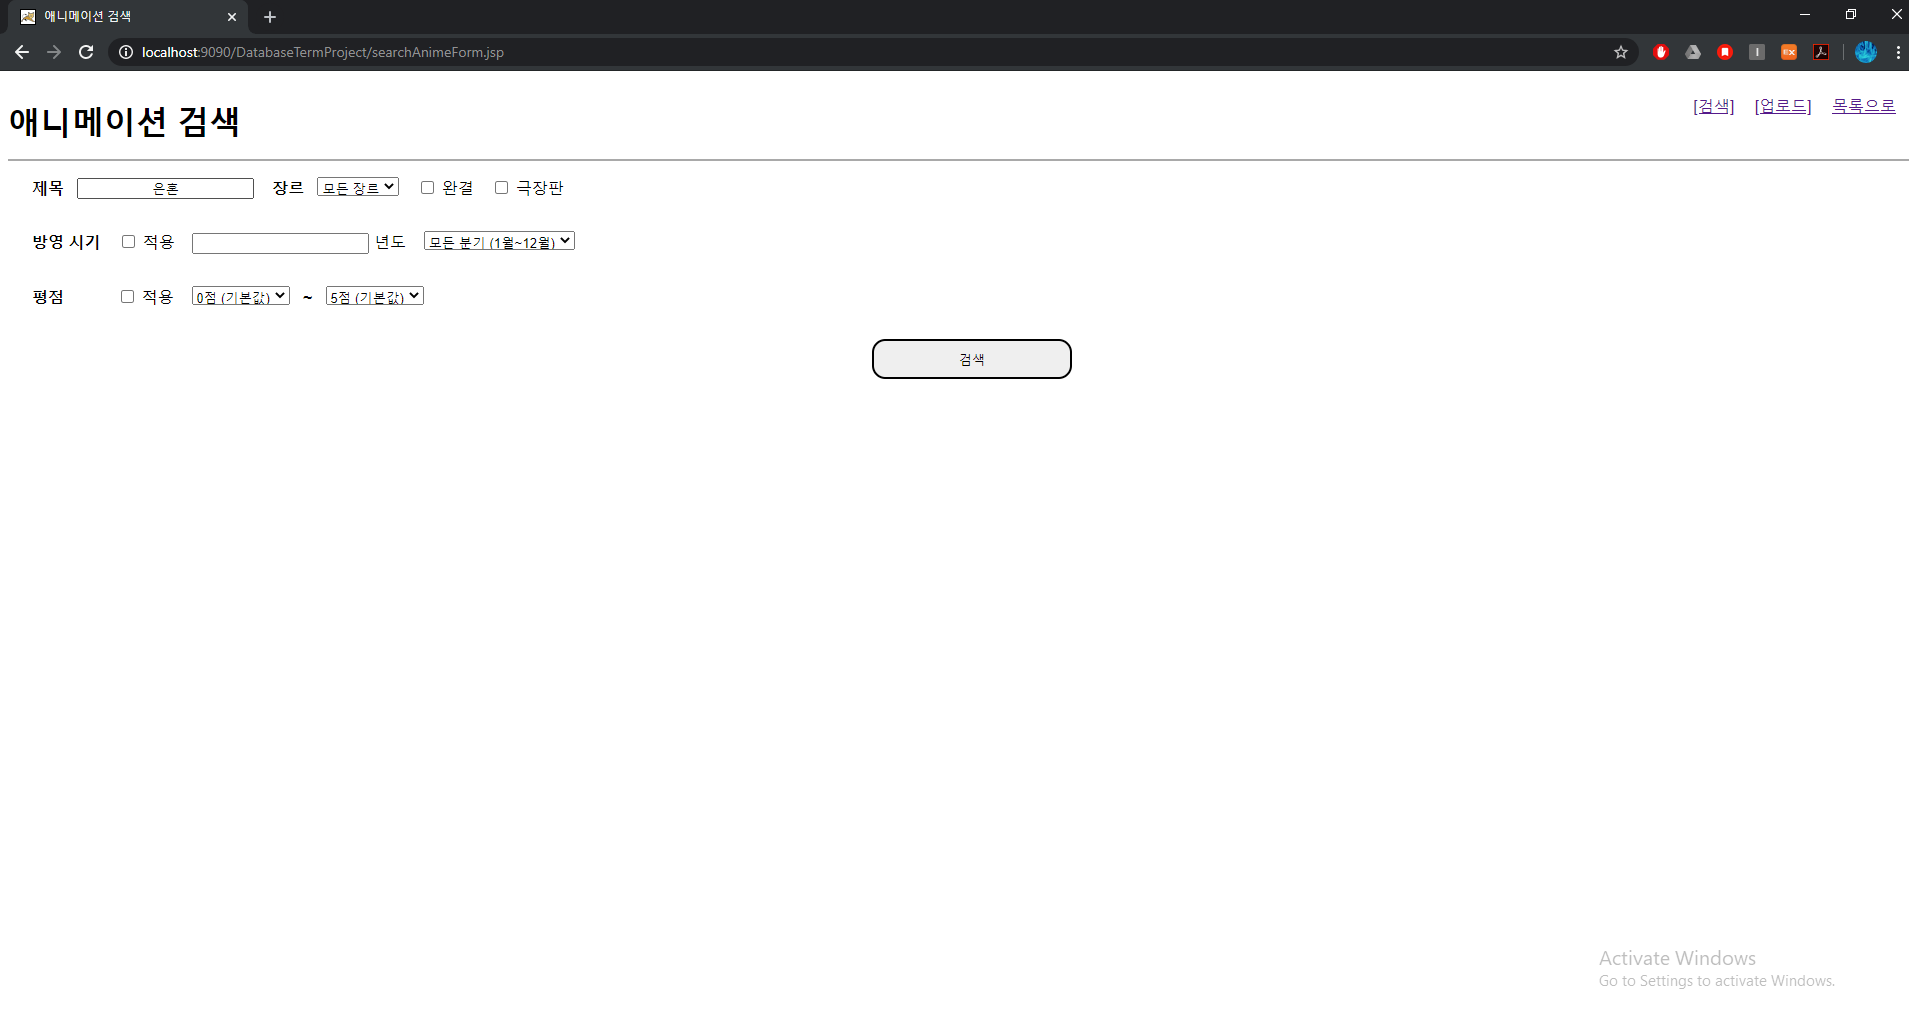 애니메이션 검색
localhost:9090/DatabaseTermProject/searchAnimeForm.jsp
애니메이션 검색
[검색] [업로드] 목록으로
제목 은혼 장르 모든 장르 완결 극장판
방영 시기 적용 년도 모든 분기 (1월~12월)
평점 적용 0점 (기본값) ~ 5점 (기본값)
검색
Activate Windows
Go to Settings to activate Windows.